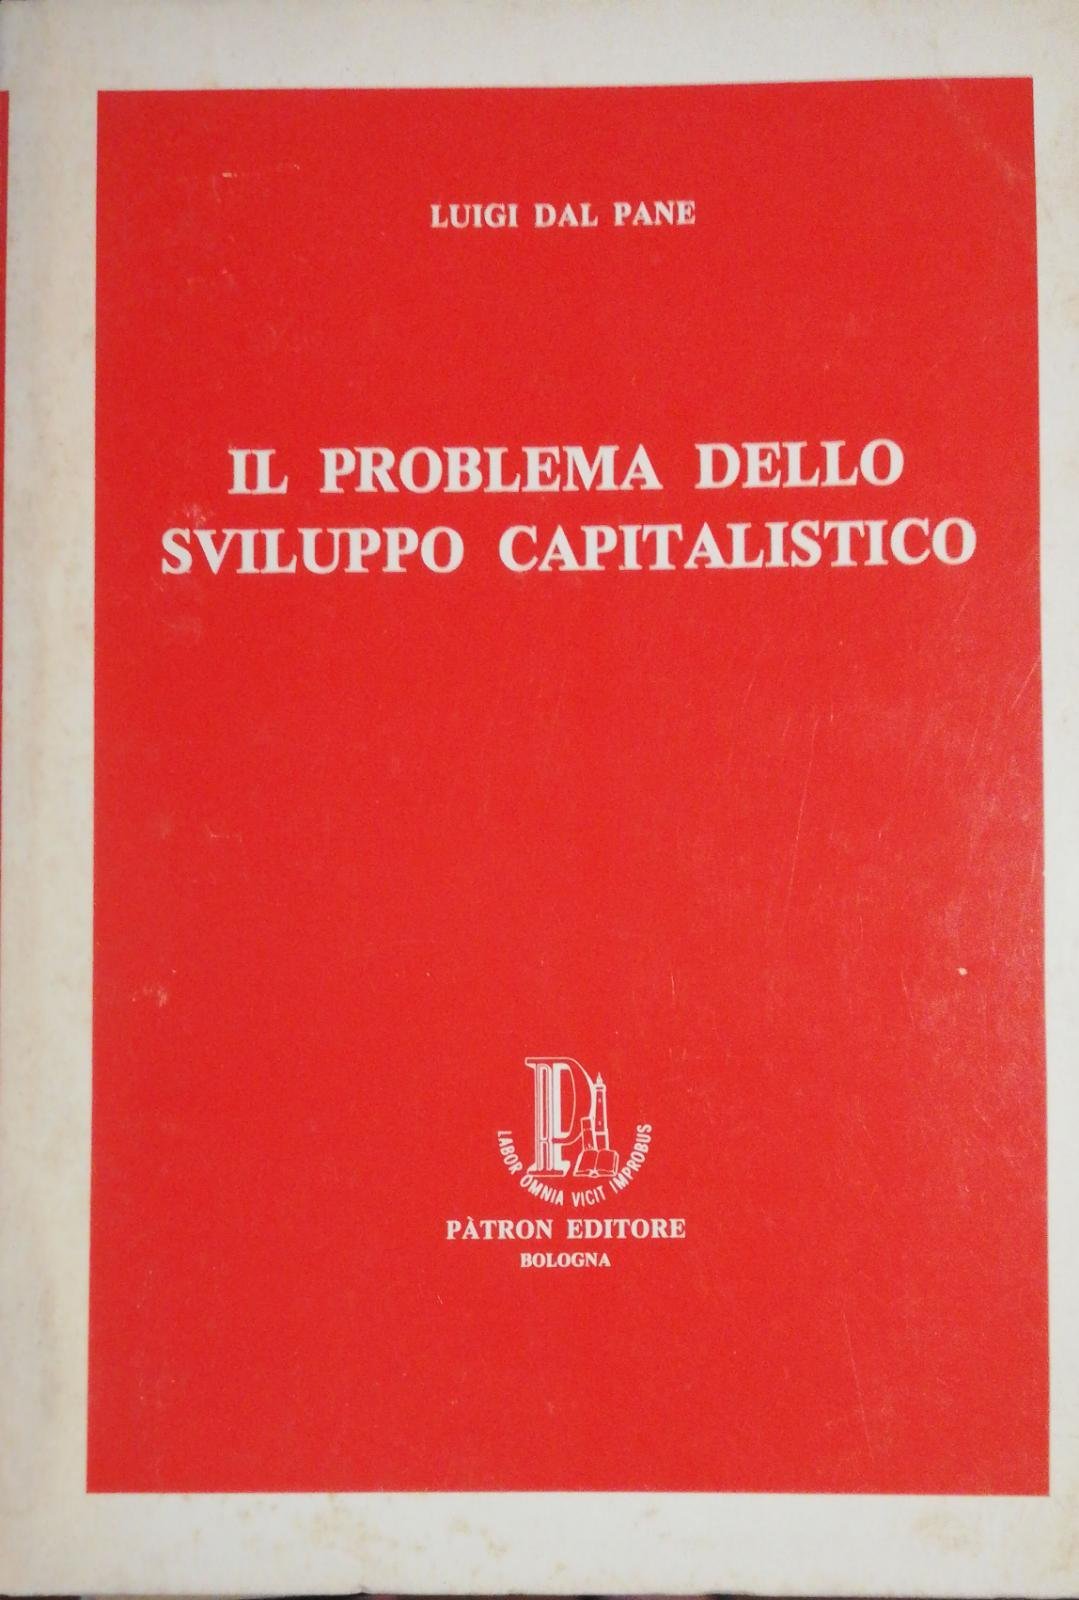 LUIGI DAL PANE
IL PROBLEMA DELLO
SVILUPPO CAPITALISTICO
P
LABOR OMNIA VICIT IMPROBUS
PÀTRON EDITORE
BOLOGNA